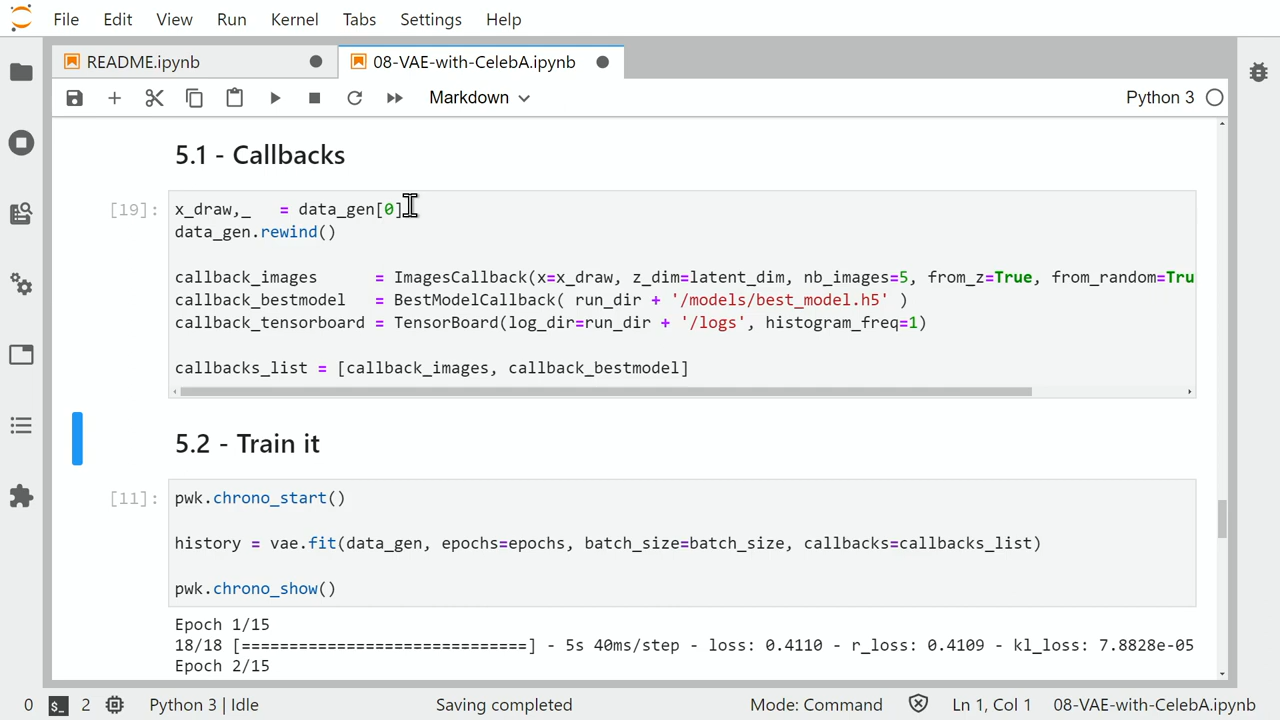 File Edit View Run Kernel Tabs Settings Help
README.ipynb 08-VAE-with-CelebA.ipynb
Markdown Python 3
5.1 - Callbacks
[19]: x_draw,_   = data_gen[0]
data_gen.rewind()
callback_images      = ImagesCallback(x=x_draw, z_dim=latent_dim, nb_images=5, from_z=True, from_random=Tru
callback_bestmodel   = BestModelCallback( run_dir + '/models/best_model.h5' )
callback_tensorboard = TensorBoard(log_dir=run_dir + '/logs', histogram_freq=1)
callbacks_list = [callback_images, callback_bestmodel]
5.2 - Train it
[11]: pwk.chrono_start()
history = vae.fit(data_gen, epochs=epochs, batch_size=batch_size, callbacks=callbacks_list)
pwk.chrono_show()
Epoch 1/15
18/18 [==============================] - 5s 40ms/step - loss: 0.4110 - r_loss: 0.4109 - kl_loss: 7.8828e-05
Epoch 2/15
0 $_ 2 Python 3 | Idle Saving completed Mode: Command Ln 1, Col 1 08-VAE-with-CelebA.ipynb